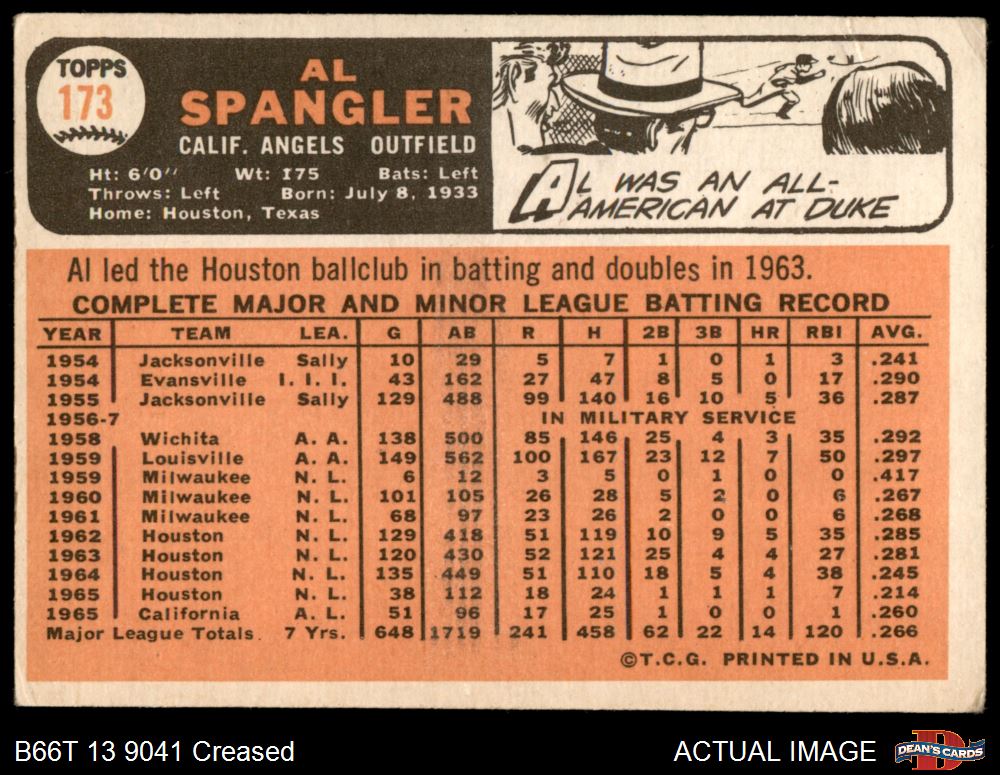 TOPPS
173
AL
SPANGLER
CALIF. ANGELS OUTFIELD
Ht: 6'0" Wt: 175 Bats: Left
Throws: Left Born: July 8, 1933
Home: Houston, Texas
AL WAS AN ALL-
AMERICAN AT DUKE
Al led the Houston ballclub in batting and doubles in 1963.
COMPLETE MAJOR AND MINOR LEAGUE BATTING RECORD
YEAR TEAM LEA. G AB R H 2B 3B HR RBI AVG.
1954 Jacksonville Sally 10 29 5 7 1 0 1 3 .241
1954 Evansville I. I. I. 43 162 27 47 8 5 0 17 .290
1955 Jacksonville Sally 129 488 99 140 16 10 5 36 .287
1956-7 IN MILITARY SERVICE
1958 Wichita A. A. 138 500 85 146 25 4 3 35 .292
1959 Louisville A. A. 149 562 100 167 23 12 7 50 .297
1959 Milwaukee N. L. 6 12 3 5 0 1 0 0 .417
1960 Milwaukee N. L. 101 105 26 28 5 2 0 6 .267
1961 Milwaukee N. L. 68 97 23 26 2 0 0 6 .268
1962 Houston N. L. 129 418 51 119 10 9 5 35 .285
1963 Houston N. L. 120 430 52 121 25 4 4 27 .281
1964 Houston N. L. 135 449 51 110 18 5 4 38 .245
1965 Houston N. L. 38 112 18 24 1 1 1 7 .214
1965 California A. L. 51 96 17 25 1 0 0 1 .260
Major League Totals 7 Yrs. 648 1719 241 458 62 22 14 120 .266
©T.C.G. PRINTED IN U.S.A.
B66T 13 9041 Creased
ACTUAL IMAGE
DEAN'S CARDS